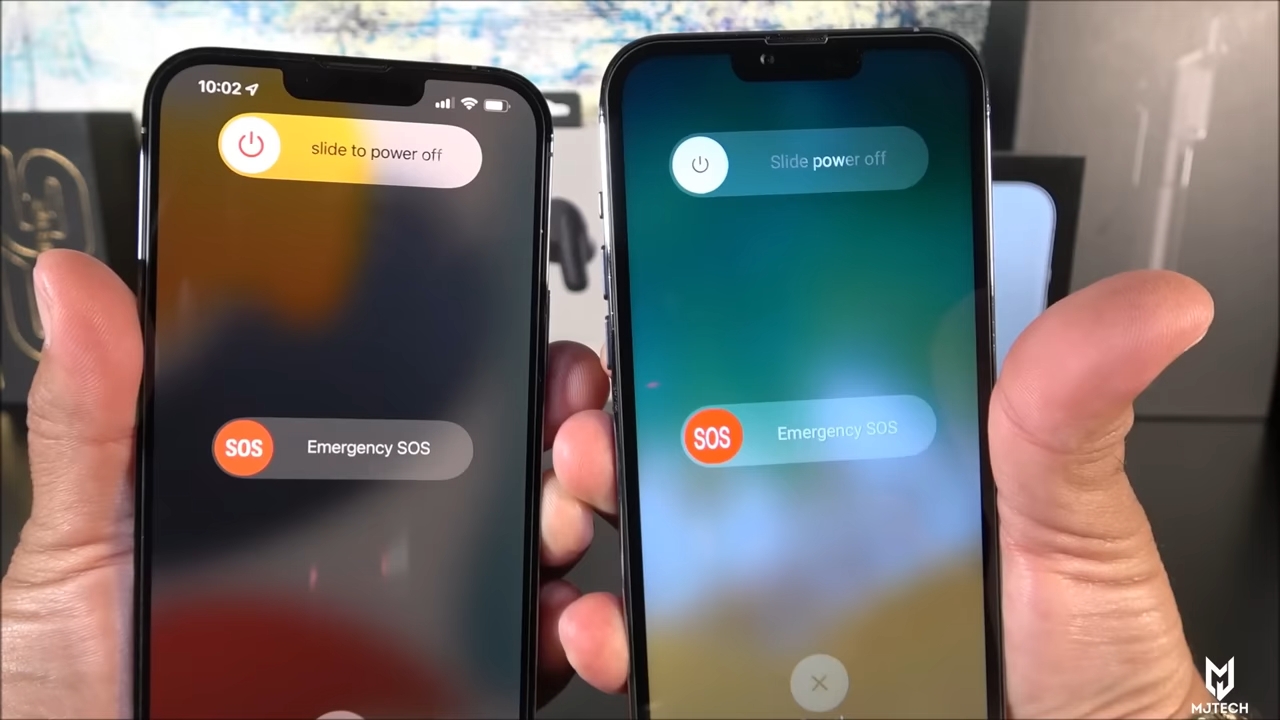 10:02
slide to power off
SOS
Emergency SOS
Slide power off
SOS
Emergency SOS
MJTECH